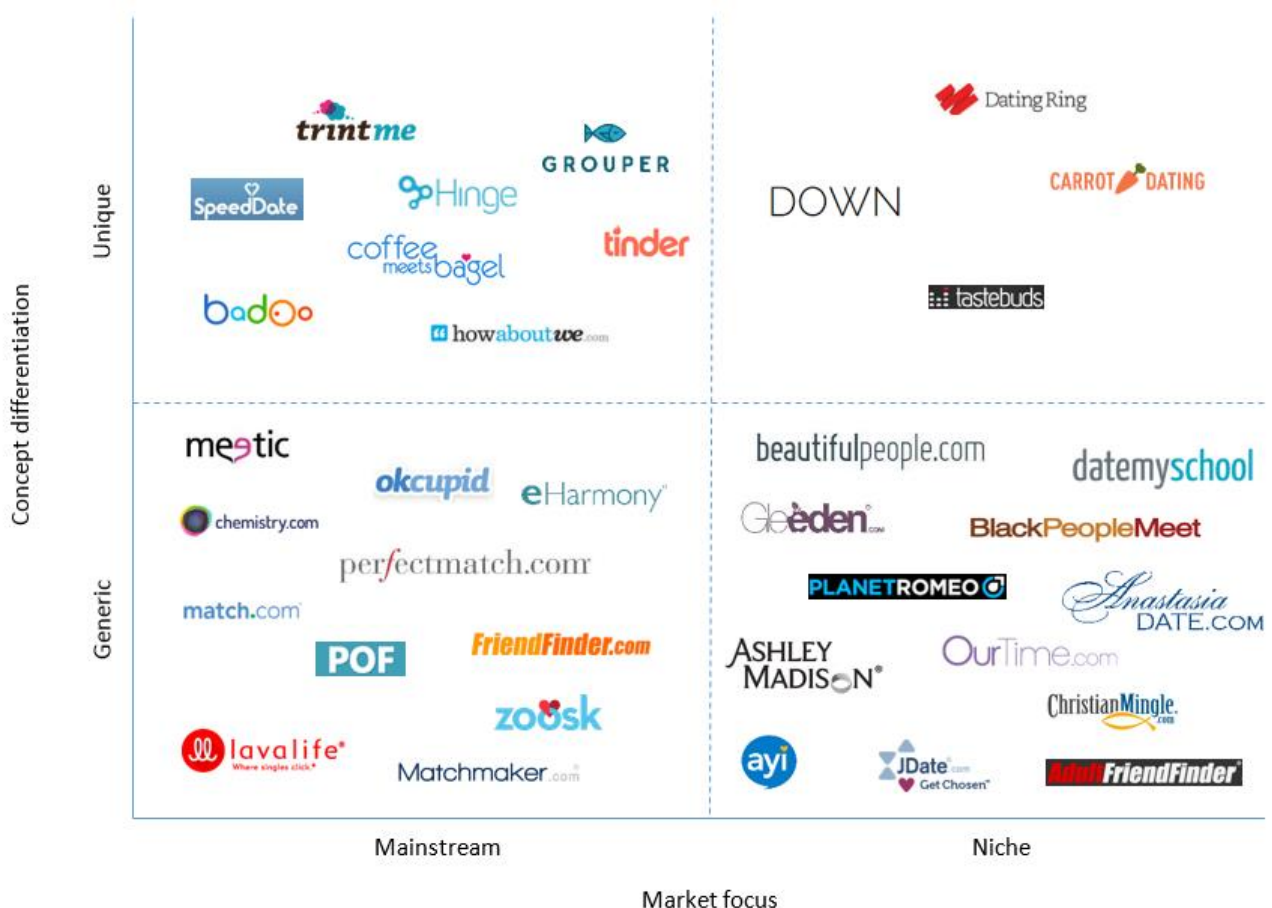 Concept differentiation
Unique
Generic
trintme
GROUPER
SpeedDate
Hinge
coffee
meets bagel
tinder
badoo
howaboutwe.com
Dating Ring
DOWN
CARROT DATING
tastebuds
meetic
okcupid
eHarmony
chemistry.com
perfectmatch.com
match.com
POF
FriendFinder.com
zoosk
lavalife®
Where singles click.®
Matchmaker.com
beautifulpeople.com
datemyschool
Gleeden.com
BlackPeopleMeet
PLANETROMEO
Anastasia
DATE.COM
ASHLEY
MADISON®
OurTime.com
ChristianMingle.
.com
ayi
JDate.com
Get Chosen™
AdultFriendFinder®
Mainstream
Niche
Market focus